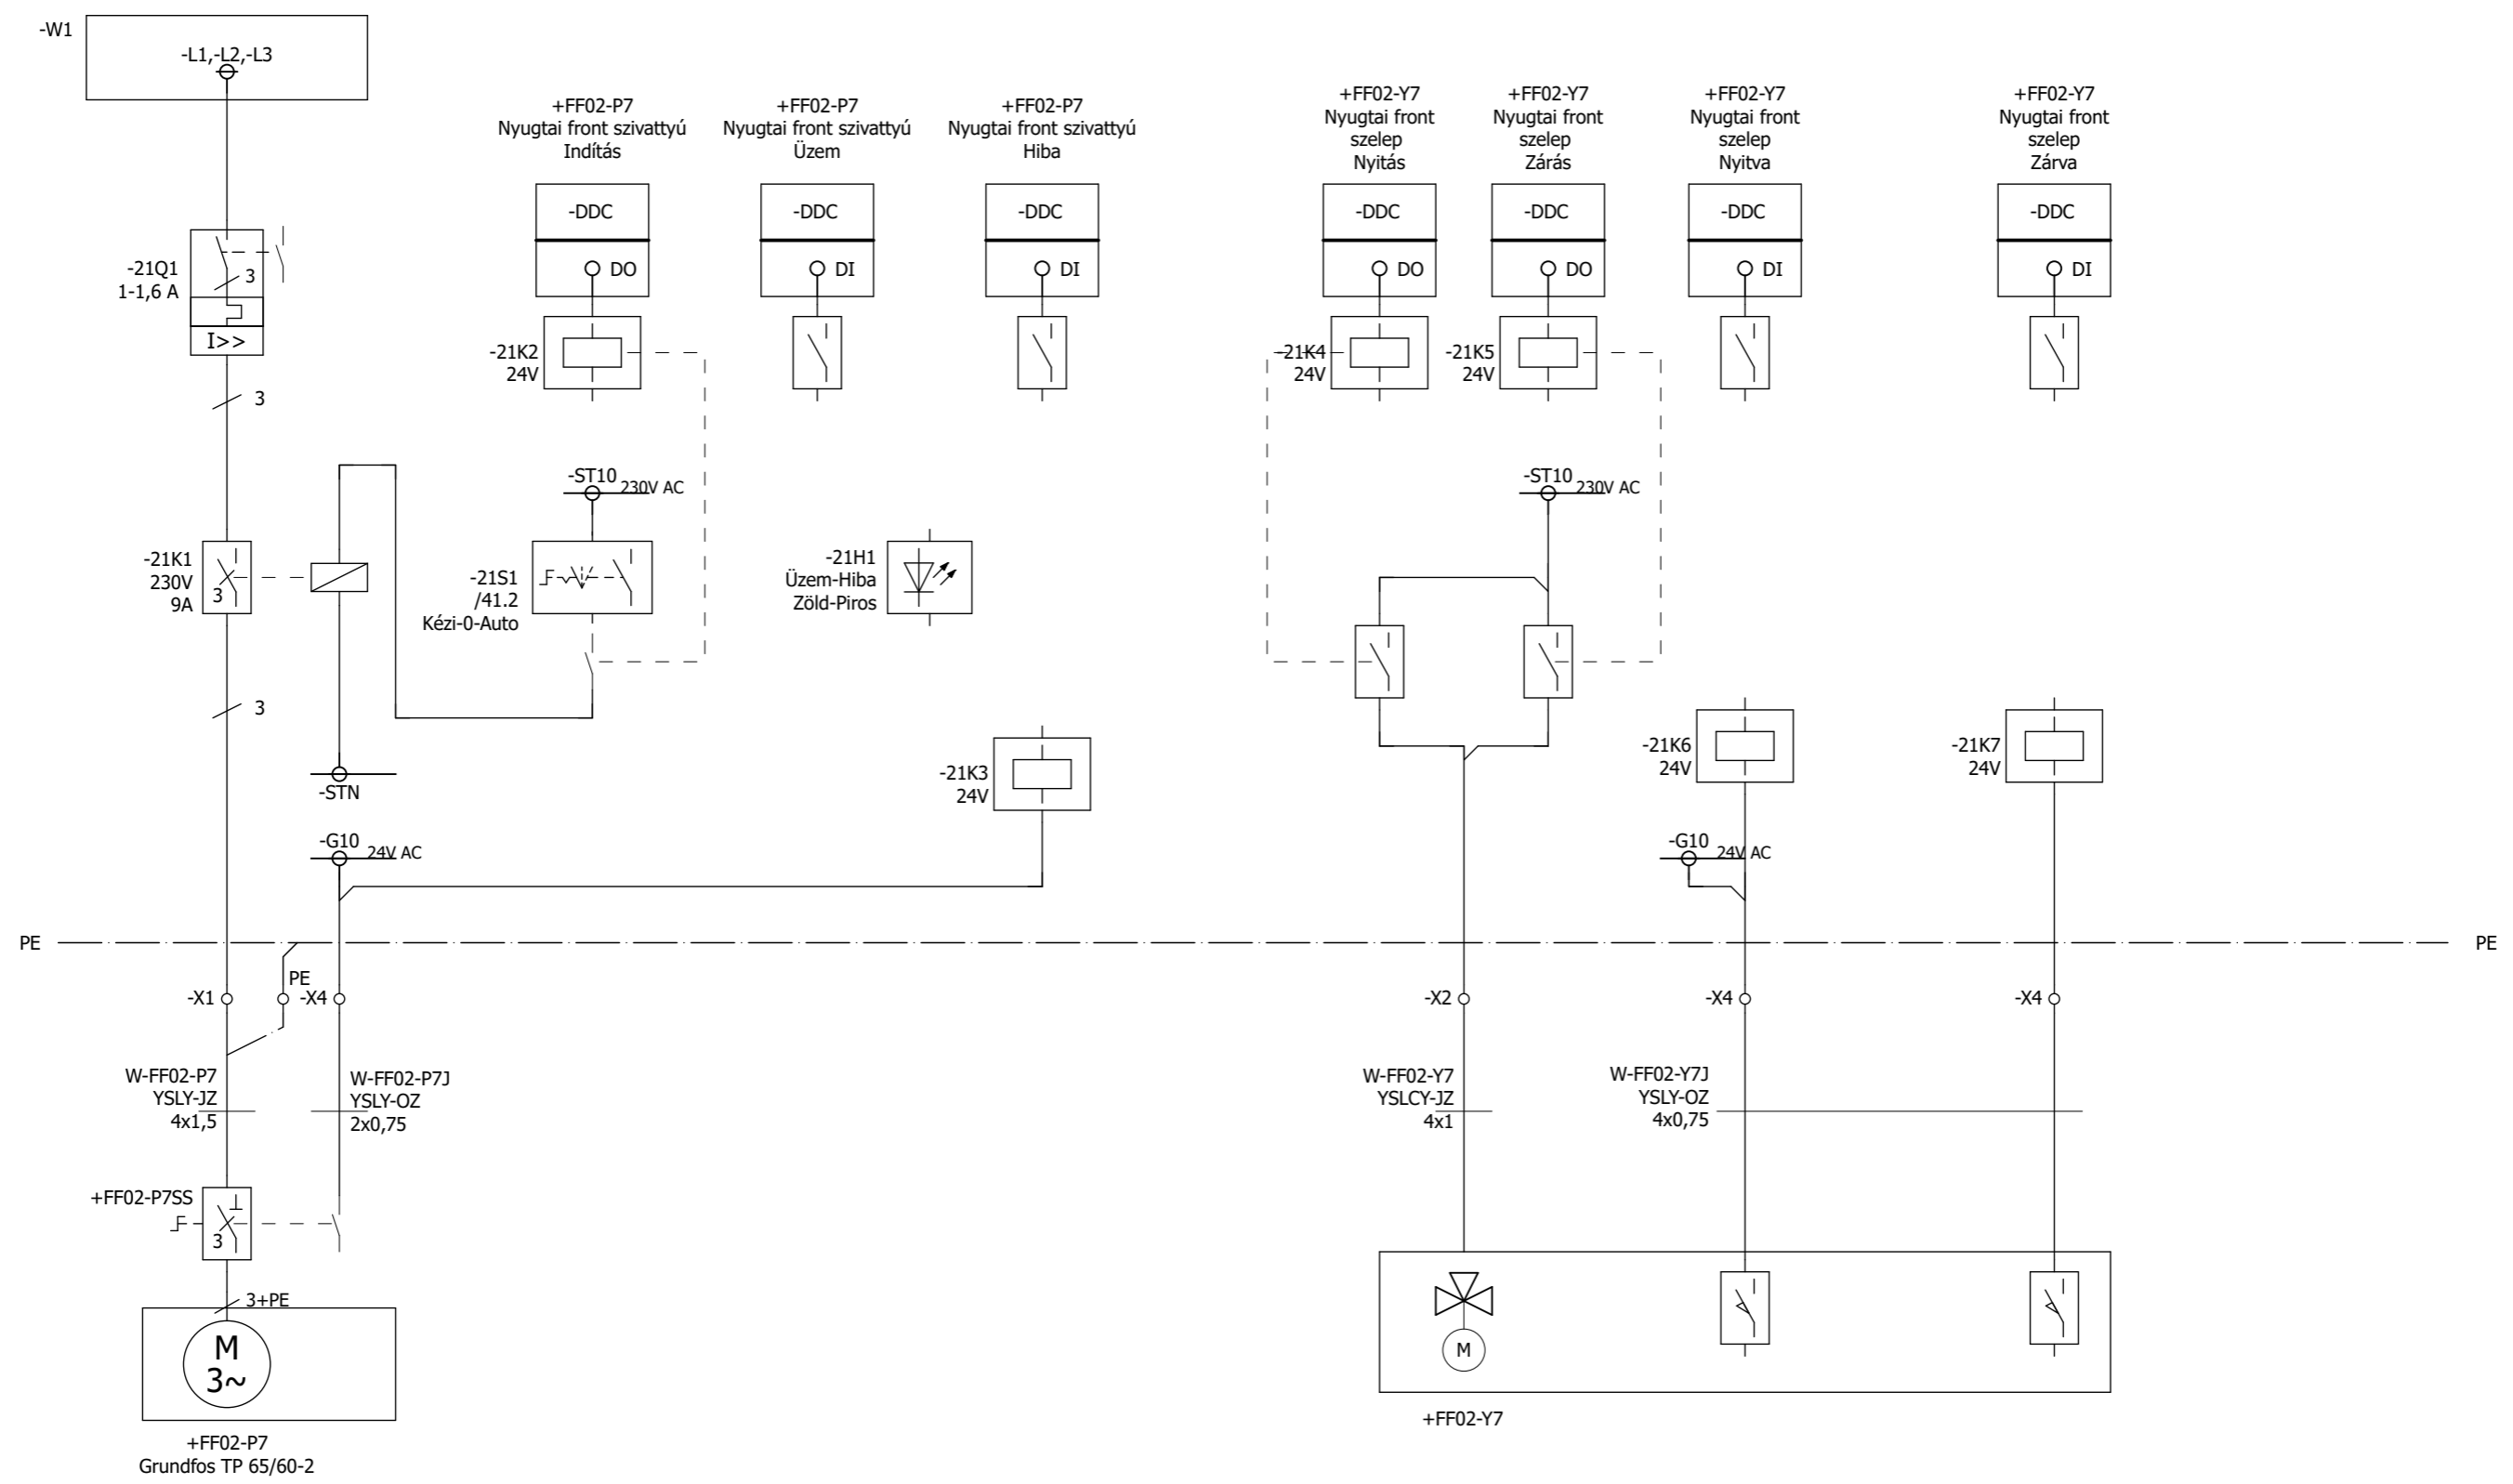 -W1
-L1,-L2,-L3
+FF02-P7
Nyugtai front szivattyú
Indítás
+FF02-P7
Nyugtai front szivattyú
Üzem
+FF02-P7
Nyugtai front szivattyú
Hiba
+FF02-Y7
Nyugtai front
szelep
Nyitás
+FF02-Y7
Nyugtai front
szelep
Zárás
+FF02-Y7
Nyugtai front
szelep
Nyitva
+FF02-Y7
Nyugtai front
szelep
Zárva
-DDC
-DDC
-DDC
-DDC
-DDC
-DDC
-DDC
DO
DI
DI
DO
DO
DI
DI
-21Q1
1-1,6 A
3
I>>
-21K2
24V
-21K4
24V
-21K5
24V
3
-ST10
230V AC
-ST10
230V AC
-21K1
230V
9A
3
-21S1
/41.2
Kézi-0-Auto
-21H1
Üzem-Hiba
Zöld-Piros
3
-STN
-21K3
24V
-21K6
24V
-21K7
24V
-G10
24V AC
-G10
24V AC
PE
PE
PE
-X1
-X4
-X2
-X4
-X4
W-FF02-P7
YSLY-JZ
4x1,5
W-FF02-P7J
YSLY-OZ
2x0,75
W-FF02-Y7
YSLCY-JZ
4x1
W-FF02-Y7J
YSLY-OZ
4x0,75
+FF02-P7SS
3
3+PE
M
3~
M
+FF02-P7
Grundfos TP 65/60-2
+FF02-Y7